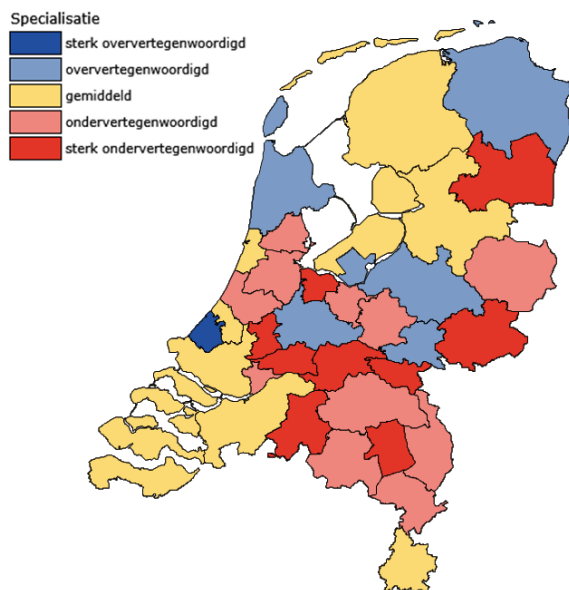 Specialisatie
sterk oververtegenwoordigd
oververtegenwoordigd
gemiddeld
ondervertegenwoordigd
sterk ondervertegenwoordigd